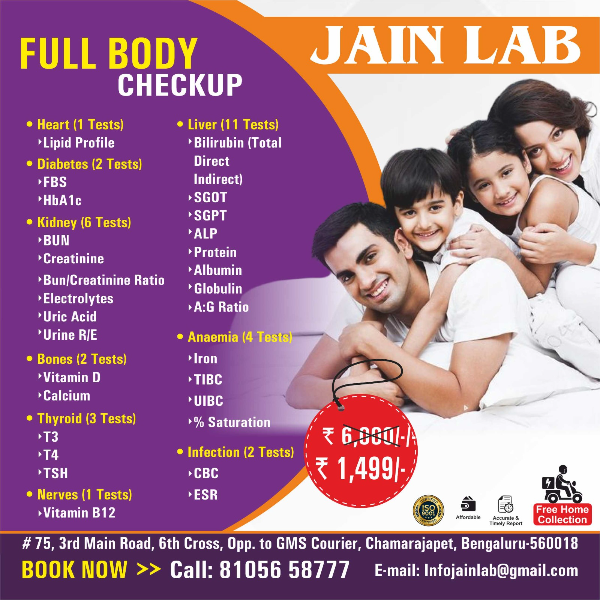 FULL BODY
CHECKUP
JAIN LAB
• Heart (1 Tests)
Lipid Profile
• Diabetes (2 Tests)
FBS
HbA1c
• Kidney (6 Tests)
BUN
Creatinine
Bun/Creatinine Ratio
Electrolytes
Uric Acid
Urine R/E
• Bones (2 Tests)
Vitamin D
Calcium
• Thyroid (3 Tests)
T3
T4
TSH
• Nerves (1 Tests)
Vitamin B12
• Liver (11 Tests)
Bilirubin (Total
Direct
Indirect)
SGOT
SGPT
ALP
Protein
Albumin
Globulin
A:G Ratio
• Anaemia (4 Tests)
Iron
TIBC
UIBC
% Saturation
• Infection (2 Tests)
CBC
ESR
₹ 6,000/-
₹ 1,499/-
ISO
Affordable
Accurate &
Timely Report
Free Home
Collection
# 75, 3rd Main Road, 6th Cross, Opp. to GMS Courier, Chamarajapet, Bengaluru-560018
BOOK NOW >> Call: 81056 58777 E-mail: Infojainlab@gmail.com